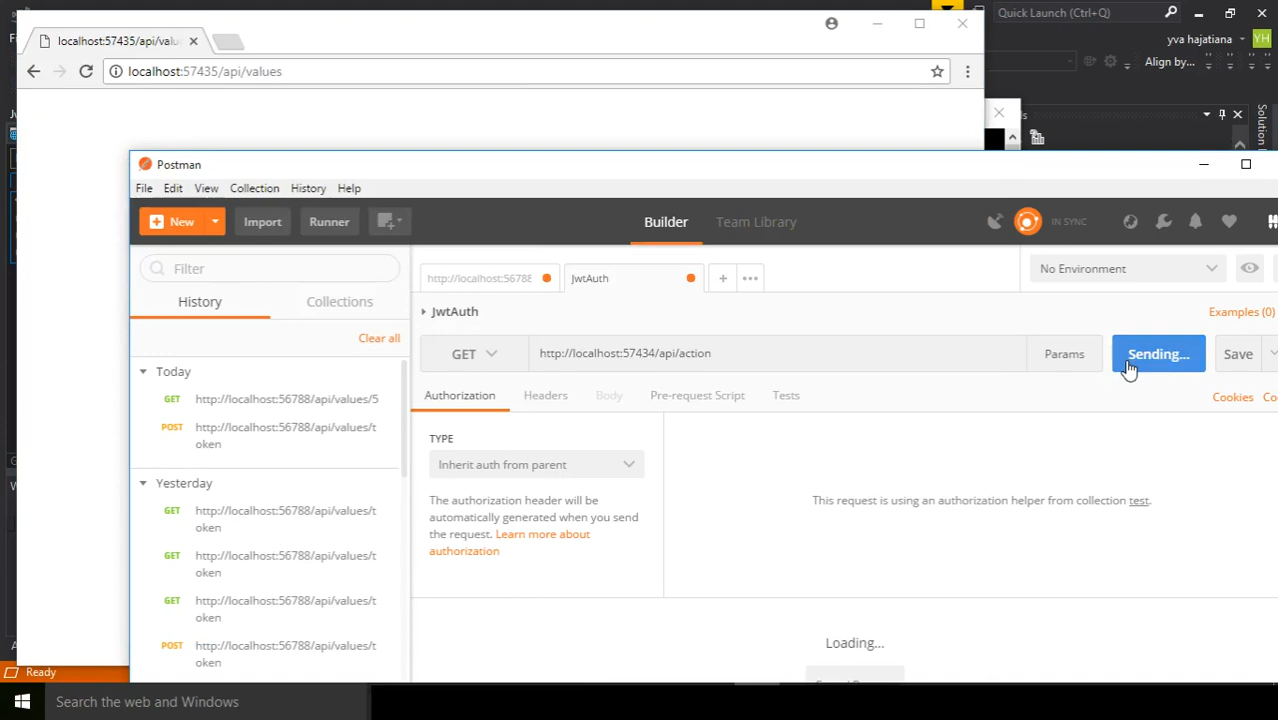 Quick Launch (Ctrl+Q)
localhost:57435/api/valu
yva hajatiana
YH
Align by...
localhost:57435/api/values
Solution
Postman
File Edit View Collection History Help
New
Import
Runner
Builder
Team Library
IN SYNC
Filter
http://localhost:56788
JwtAuth
No Environment
History
Collections
JwtAuth
Examples (0)
Clear all
GET
http://localhost:57434/api/action
Params
Sending...
Save
Today
Authorization
Headers
Body
Pre-request Script
Tests
Cookies
GET http://localhost:56788/api/values/5
POST http://localhost:56788/api/values/t
oken
TYPE
Inherit auth from parent
The authorization header will be
automatically generated when you send
the request. Learn more about
authorization
This request is using an authorization helper from collection test.
Yesterday
GET http://localhost:56788/api/values/t
oken
GET http://localhost:56788/api/values/t
oken
GET http://localhost:56788/api/values/t
oken
POST http://localhost:56788/api/values/t
oken
Loading...
Ready
Search the web and Windows